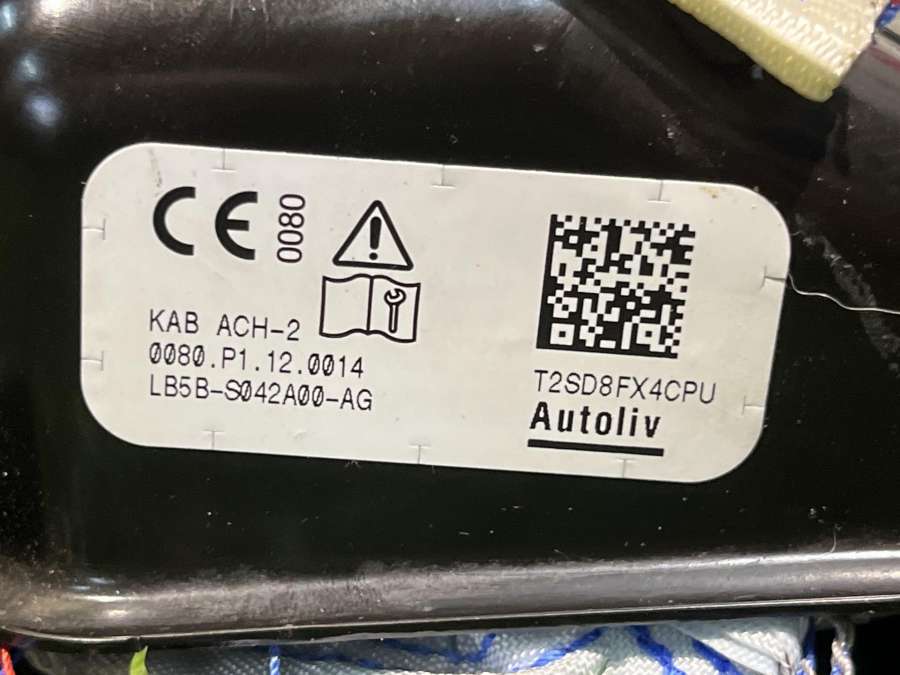 CE 0080
KAB ACH-2
0080.P1.12.0014
LB5B-S042A00-AG
T2SD8FX4CPU
Autoliv